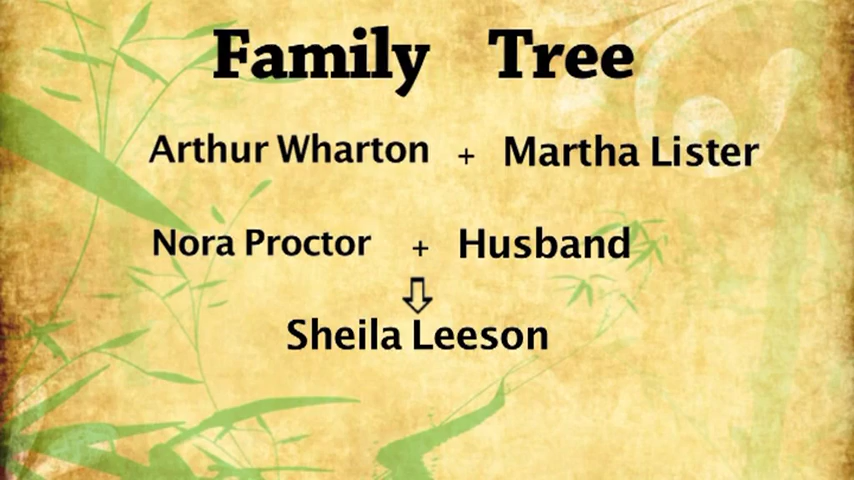 Family Tree
Arthur Wharton + Martha Lister
Nora Proctor + Husband
Sheila Leeson